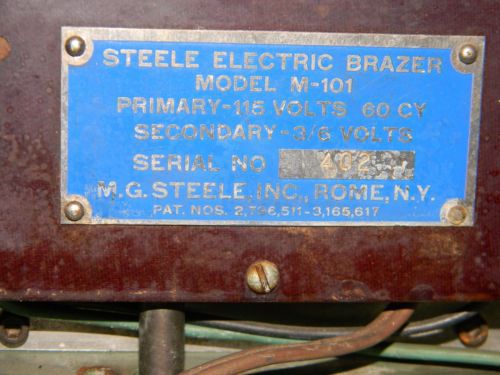 STEELE ELECTRIC BRAZER
MODEL M-101
PRIMARY-115 VOLTS 60 CY
SECONDARY-3/6 VOLTS
SERIAL NO 402
M.G. STEELE, INC., ROME, N.Y.
PAT. NOS. 2,796,511-3,165,617